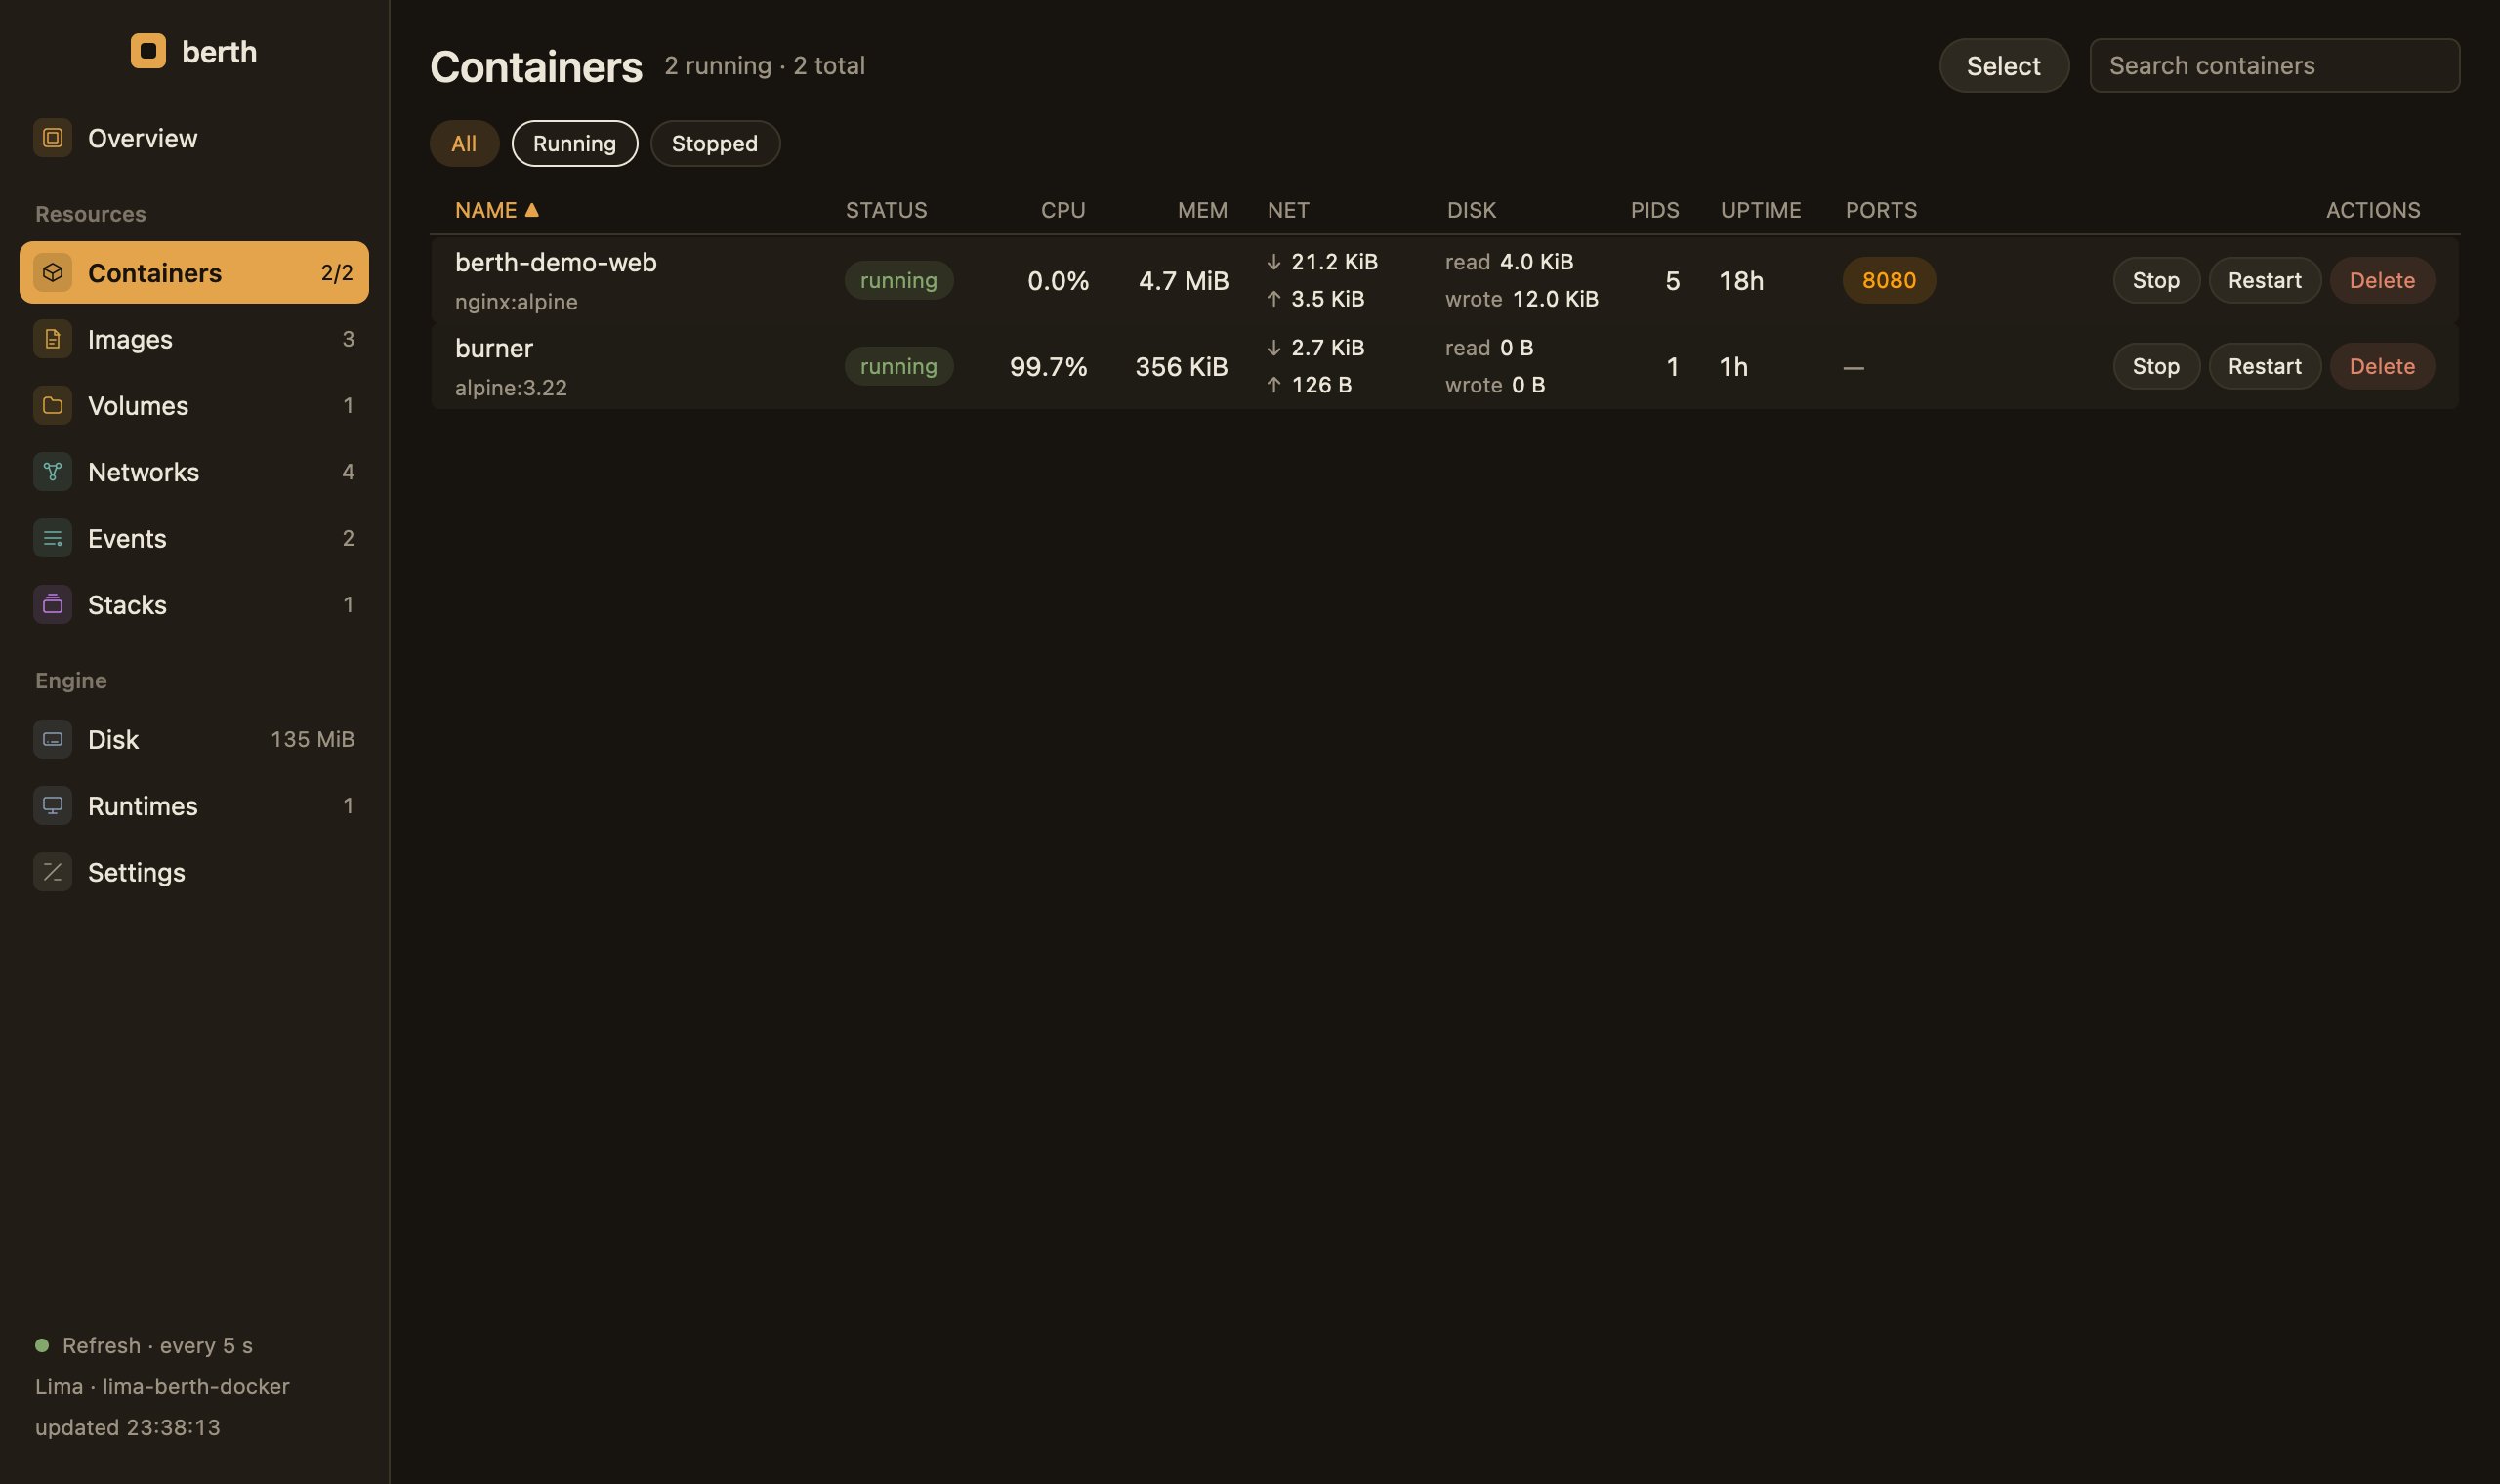 berth
Overview
Resources
Containers 2/2
Images 3
Volumes 1
Networks 4
Events 2
Stacks 1
Engine
Disk 135 MiB
Runtimes 1
Settings
Refresh · every 5 s
Lima · lima-berth-docker
updated 23:38:13
Containers 2 running · 2 total
Select Search containers
All Running Stopped
NAME ▲ STATUS CPU MEM NET DISK PIDS UPTIME PORTS ACTIONS
berth-demo-web
nginx:alpine
running 0.0% 4.7 MiB
↓ 21.2 KiB
↑ 3.5 KiB
read 4.0 KiB
wrote 12.0 KiB
5 18h 8080 Stop Restart Delete
burner
alpine:3.22
running 99.7% 356 KiB
↓ 2.7 KiB
↑ 126 B
read 0 B
wrote 0 B
1 1h — Stop Restart Delete